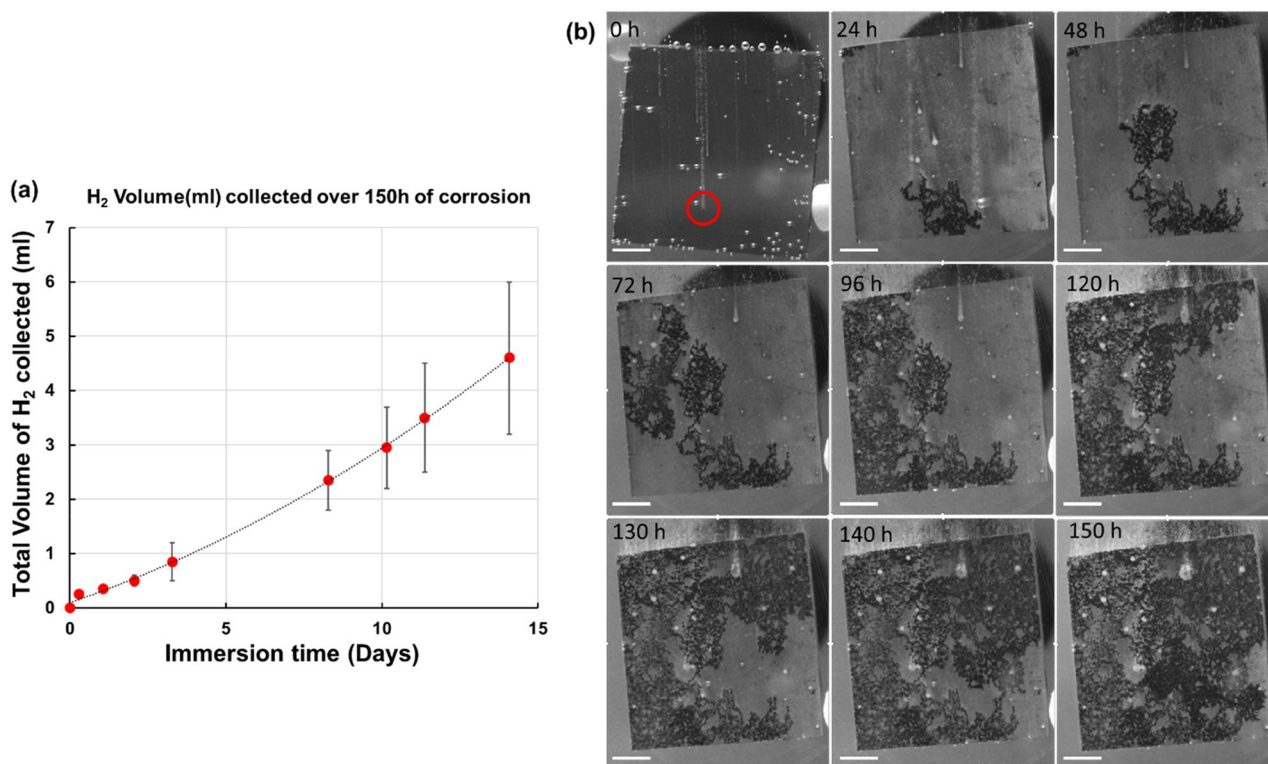 (a)
H₂ Volume(ml) collected over 150h of corrosion
Total Volume of H₂ collected (ml)
7
6
5
4
3
2
1
0
0 5 10 15
Immersion time (Days)
(b)
0 h 24 h 48 h
72 h 96 h 120 h
130 h 140 h 150 h